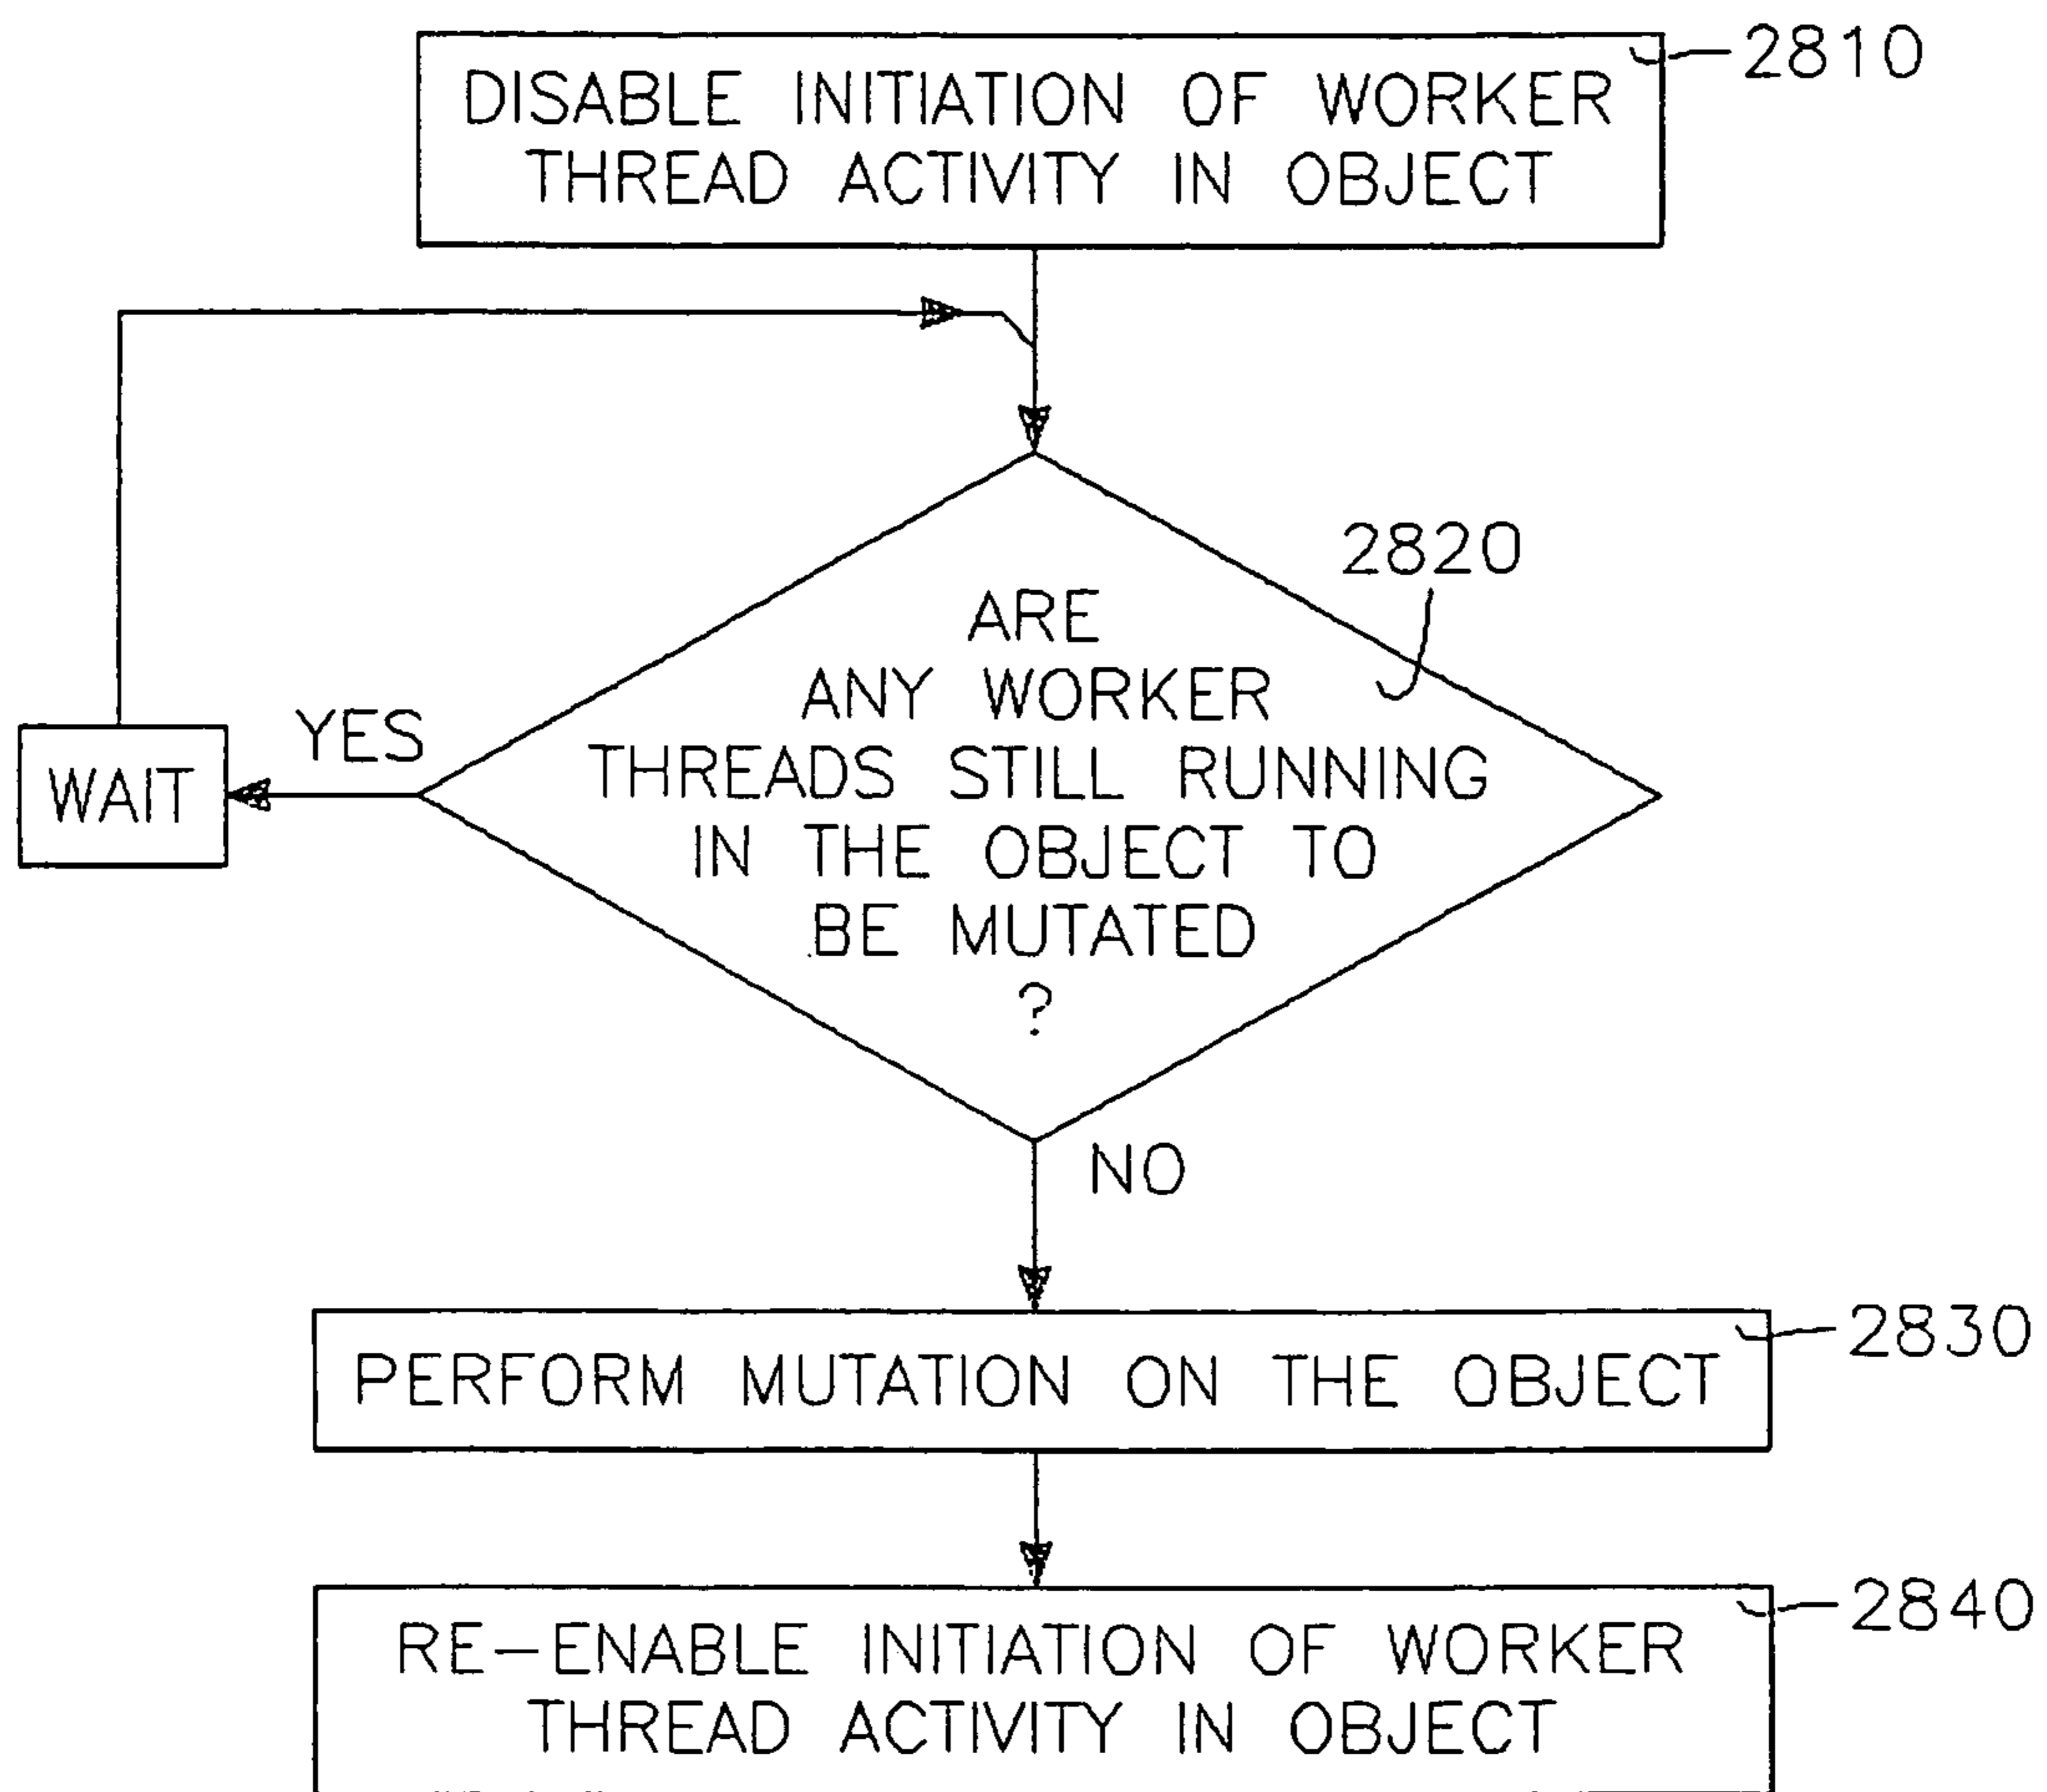 2810
DISABLE INITIATION OF WORKER
THREAD ACTIVITY IN OBJECT
2820
ARE
ANY WORKER
THREADS STILL RUNNING
IN THE OBJECT TO
BE MUTATED
?
YES
WAIT
NO
2830
PERFORM MUTATION ON THE OBJECT
2840
RE-ENABLE INITIATION OF WORKER
THREAD ACTIVITY IN OBJECT